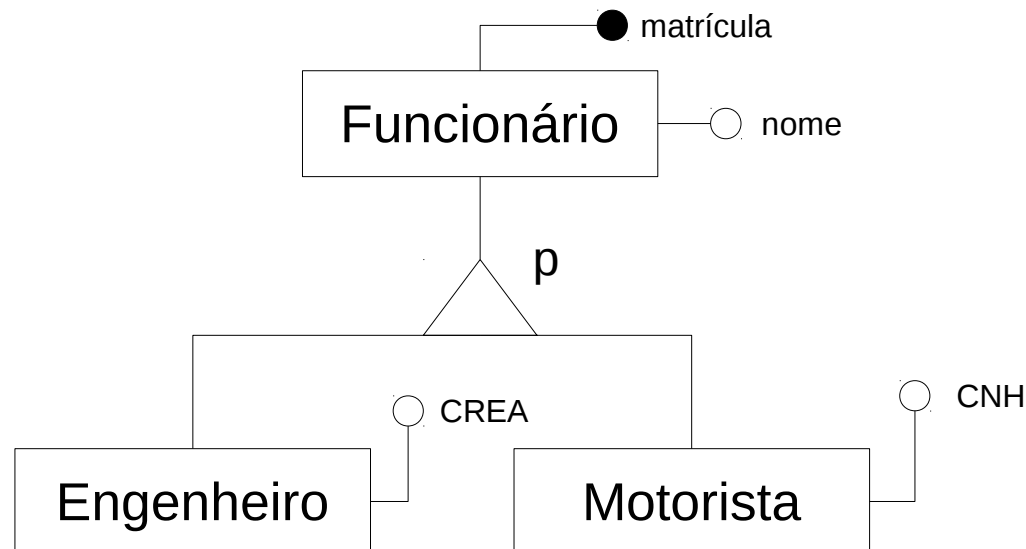 matrícula
Funcionário
nome
p
CREA
CNH
Engenheiro
Motorista